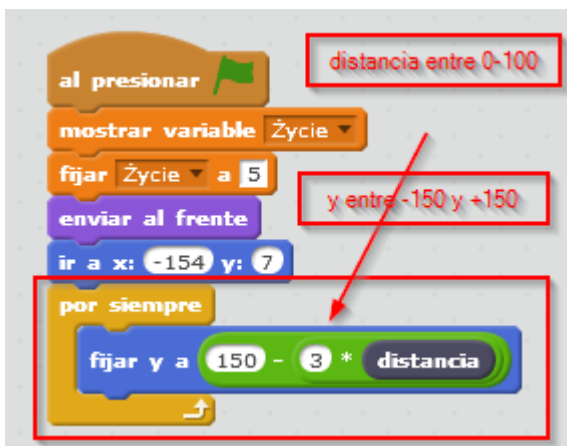 distancia entre 0-100
al presionar
mostrar variable Życie
fijar Życie a 5
y entre -150 y +150
enviar al frente
ir a x: -154 y: 7
por siempre
fijar y a 150 - 3 * distancia